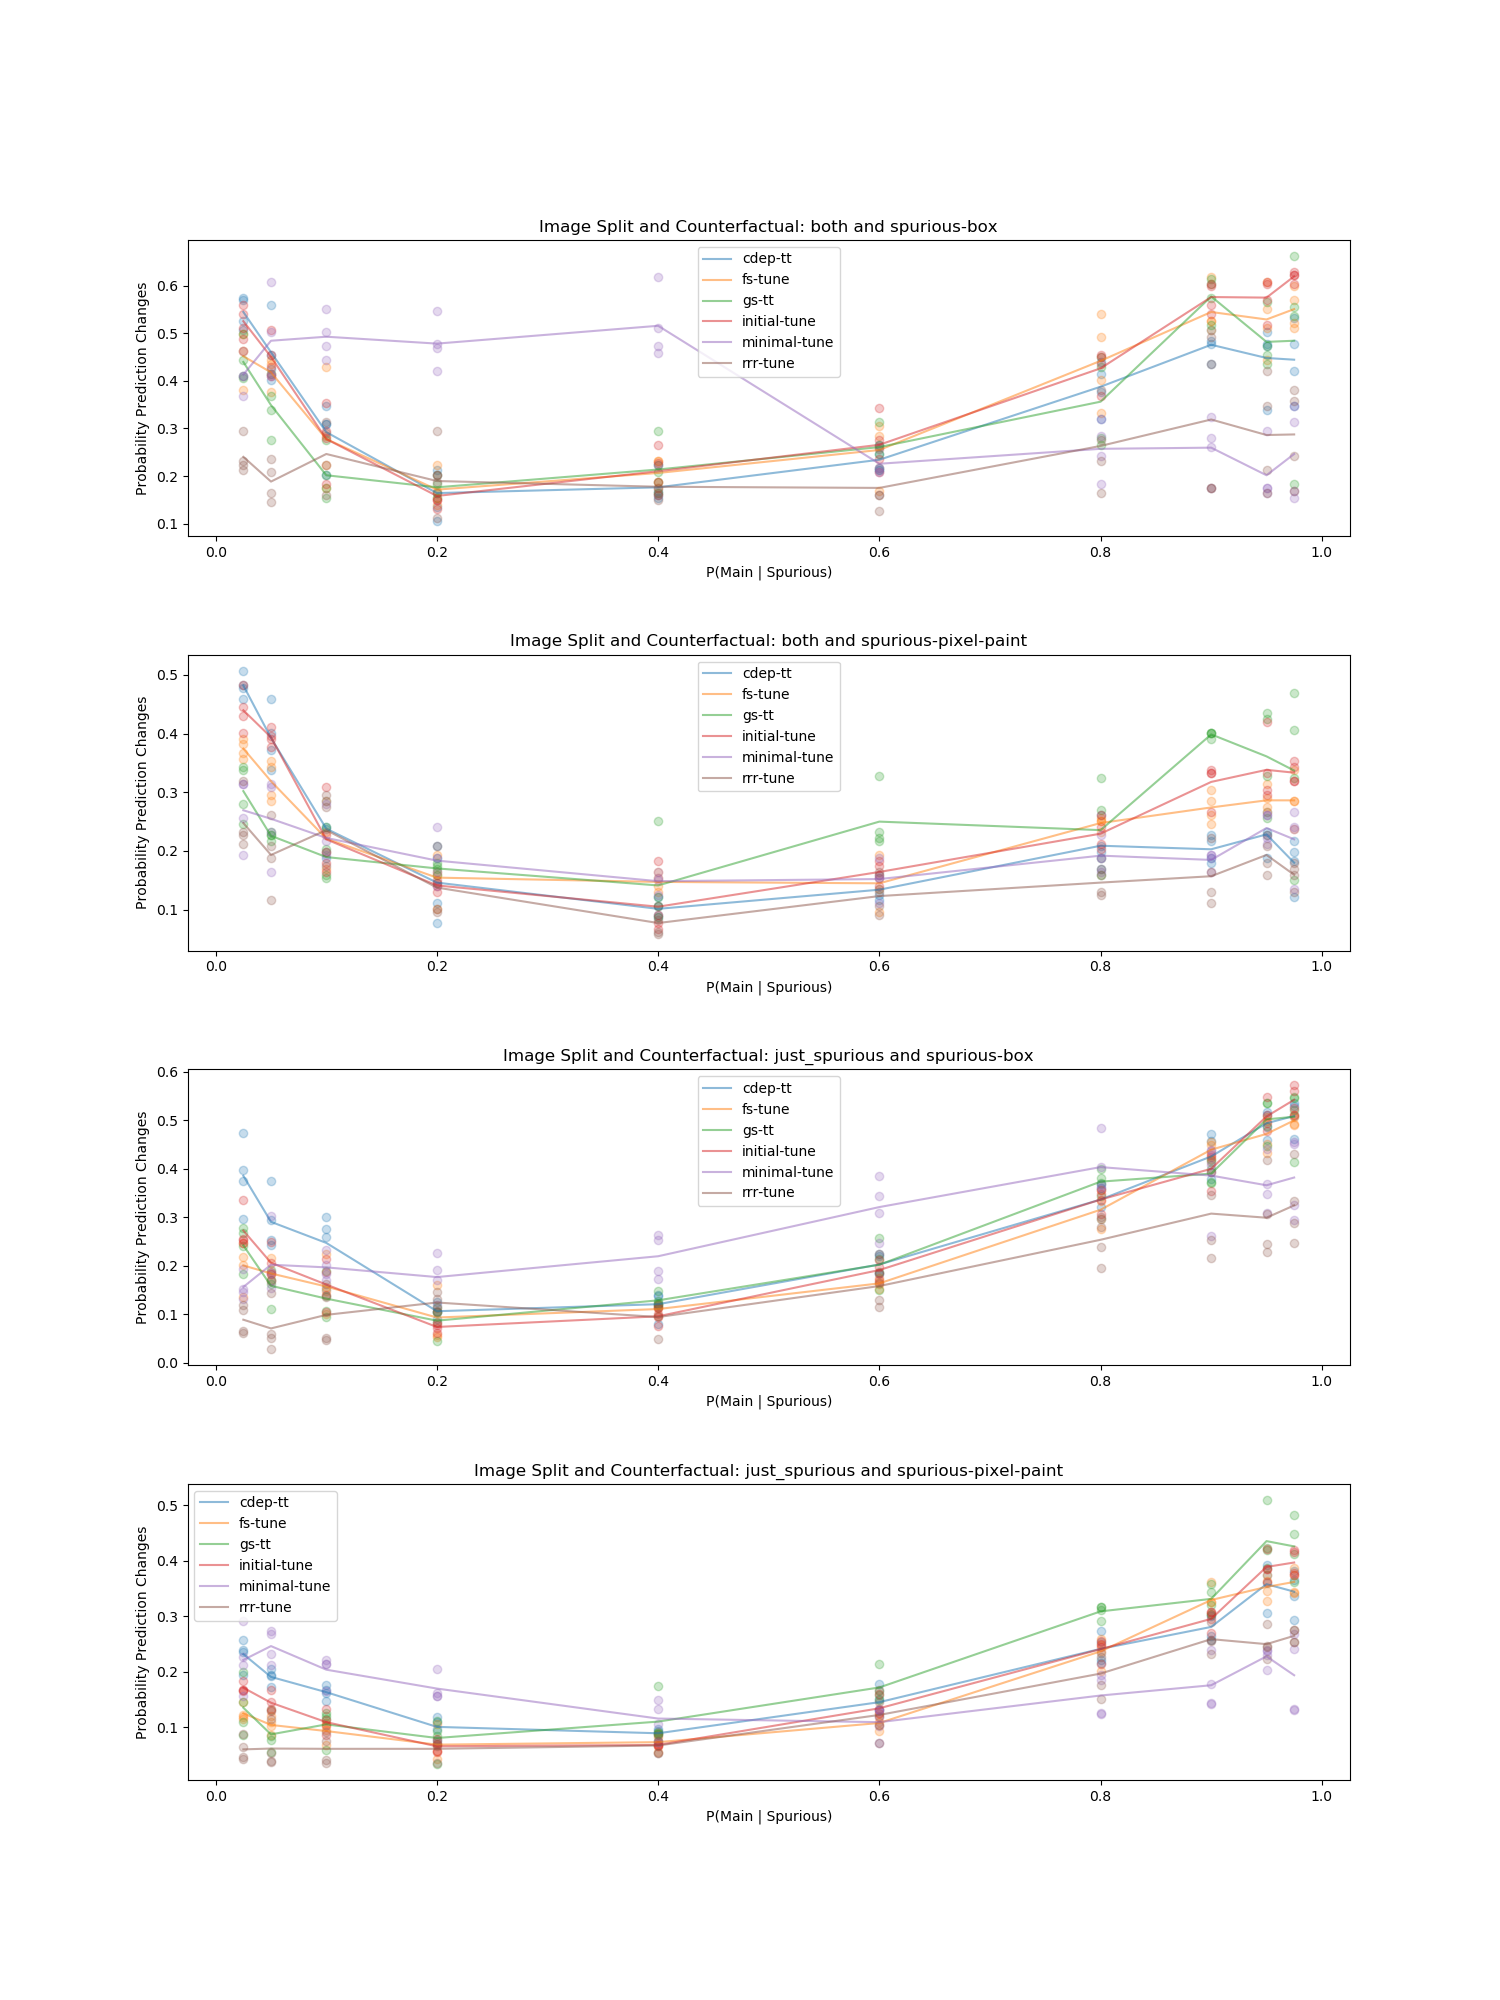 Image Split and Counterfactual: both and spurious-box
Probability Prediction Changes
0.6
0.5
0.4
0.3
0.2
0.1
cdep-tt
fs-tune
gs-tt
initial-tune
minimal-tune
rrr-tune
0.0 0.2 0.4 0.6 0.8 1.0
P(Main | Spurious)
Image Split and Counterfactual: both and spurious-pixel-paint
Probability Prediction Changes
0.5
0.4
0.3
0.2
0.1
cdep-tt
fs-tune
gs-tt
initial-tune
minimal-tune
rrr-tune
0.0 0.2 0.4 0.6 0.8 1.0
P(Main | Spurious)
Image Split and Counterfactual: just_spurious and spurious-box
Probability Prediction Changes
0.6
0.5
0.4
0.3
0.2
0.1
0.0
cdep-tt
fs-tune
gs-tt
initial-tune
minimal-tune
rrr-tune
0.0 0.2 0.4 0.6 0.8 1.0
P(Main | Spurious)
Image Split and Counterfactual: just_spurious and spurious-pixel-paint
Probability Prediction Changes
0.5
0.4
0.3
0.2
0.1
cdep-tt
fs-tune
gs-tt
initial-tune
minimal-tune
rrr-tune
0.0 0.2 0.4 0.6 0.8 1.0
P(Main | Spurious)